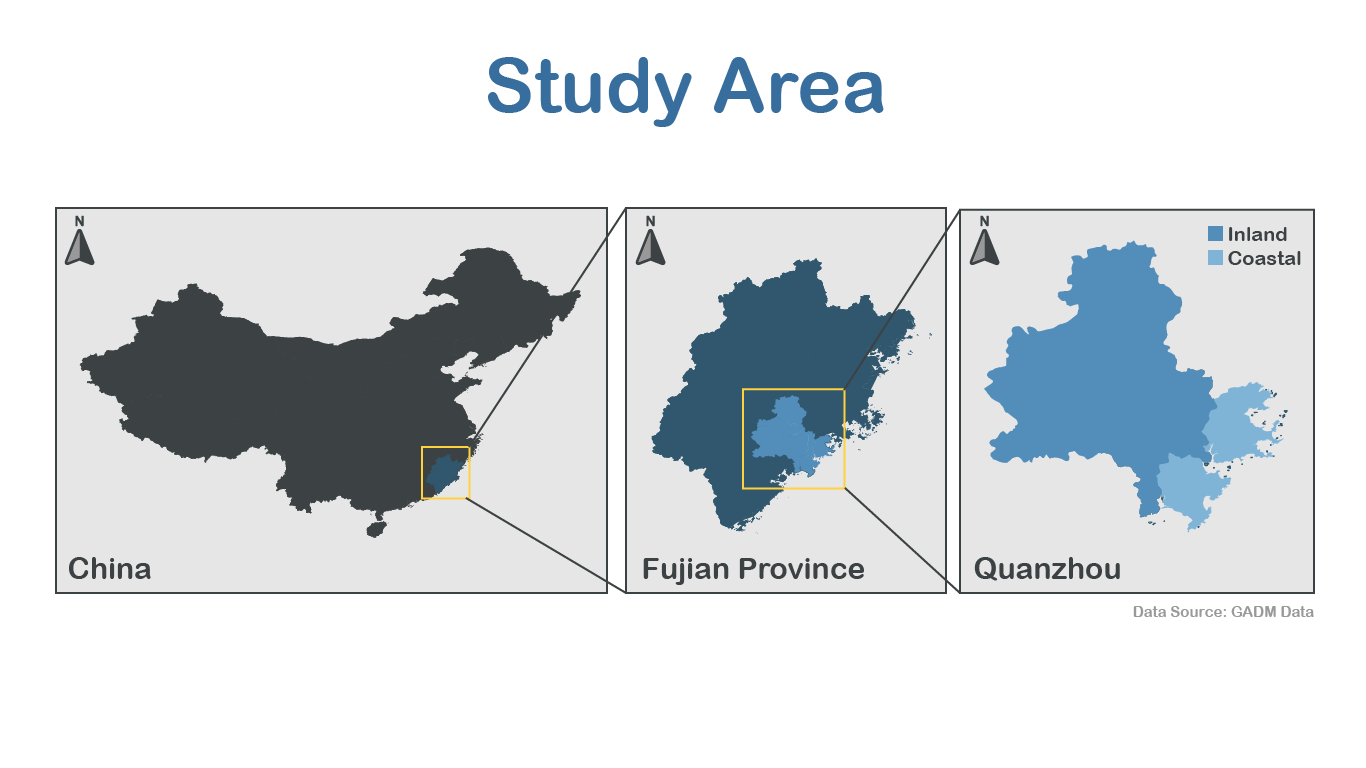 Study Area
N
China
N
Fujian Province
N
Inland
Coastal
Quanzhou
Data Source: GADM Data